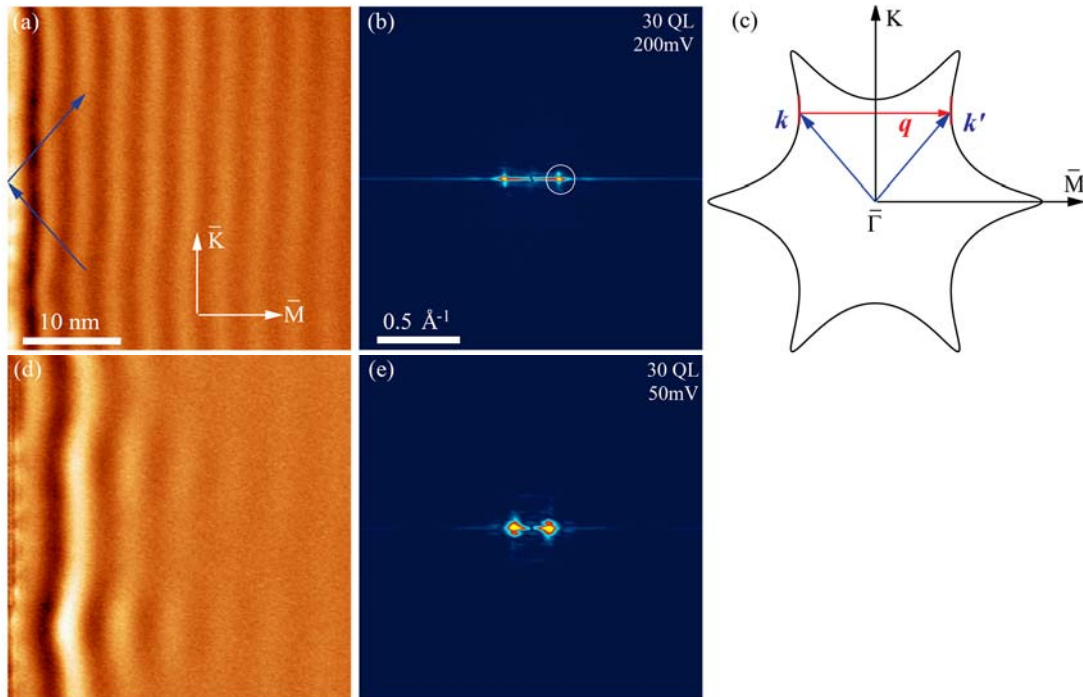 (a)
K̄
M̄
10 nm
(b)
30 QL
200mV
0.5 Å⁻¹
(c)
K̄
k
q
k′
M̄
Γ̄
(d)
(e)
30 QL
50mV